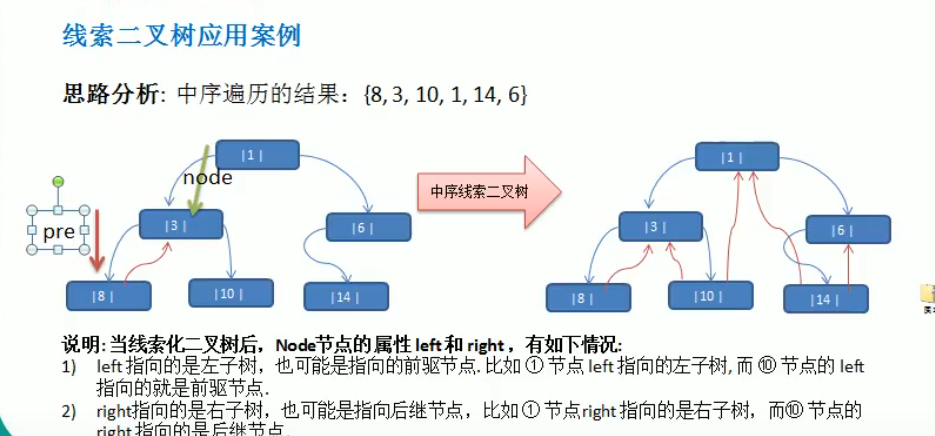 线索二叉树应用案例
思路分析: 中序遍历的结果：{8, 3, 10, 1, 14, 6}
|1 |
|1 |
node
中序线索二叉树
pre
|3 |
|6 |
|3 |
|6 |
|8 |
|10 |
|14 |
|8 |
|10 |
|14 |
说明: 当线索化二叉树后，Node节点的属性 left 和 right ，有如下情况:
1) left 指向的是左子树，也可能是指向的前驱节点. 比如 ① 节点 left 指向的左子树, 而 ⑩ 节点的 left
指向的就是前驱节点.
2) right指向的是右子树，也可能是指向后继节点，比如 ① 节点right 指向的是右子树，而⑩ 节点的
right 指向的是后继节点.